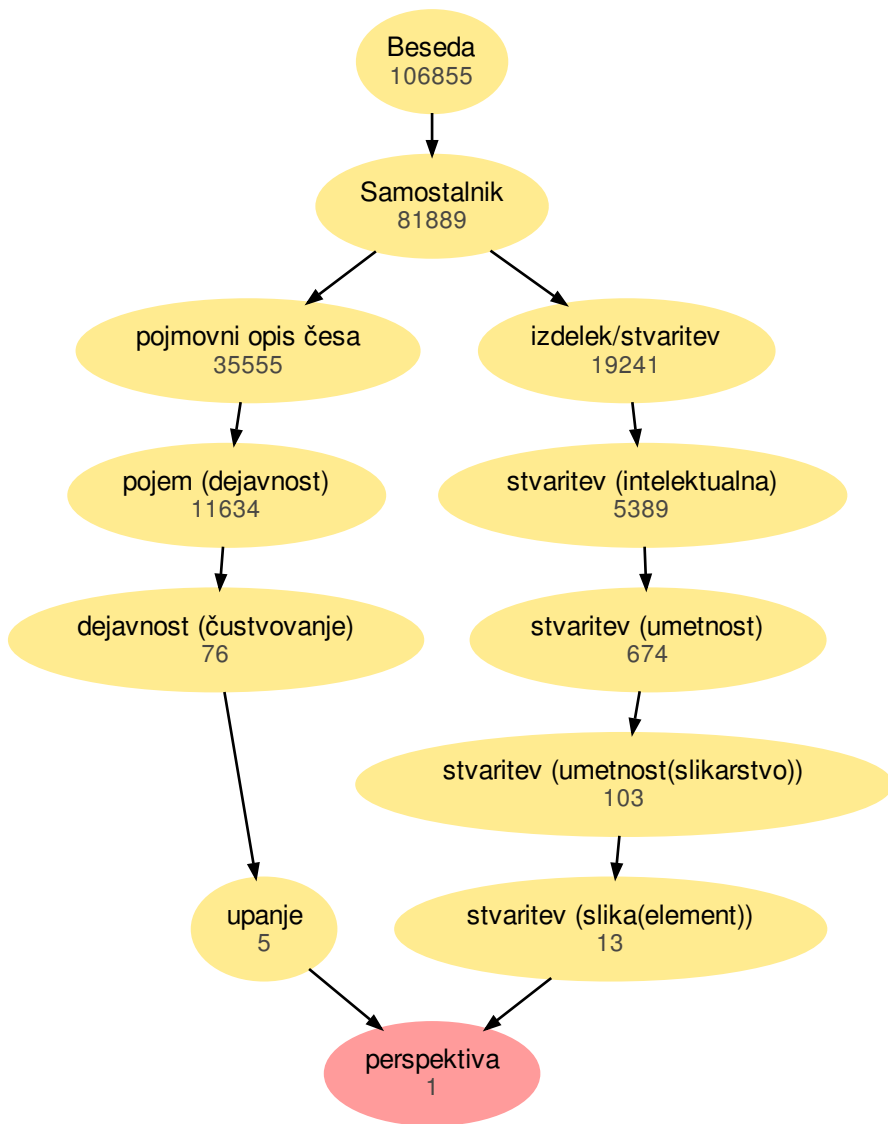 Beseda
106855
Samostalnik
81889
pojmovni opis česa
35555
izdelek/stvaritev
19241
pojem (dejavnost)
11634
stvaritev (intelektualna)
5389
dejavnost (čustvovanje)
76
stvaritev (umetnost)
674
stvaritev (umetnost(slikarstvo))
103
upanje
5
stvaritev (slika(element))
13
perspektiva
1